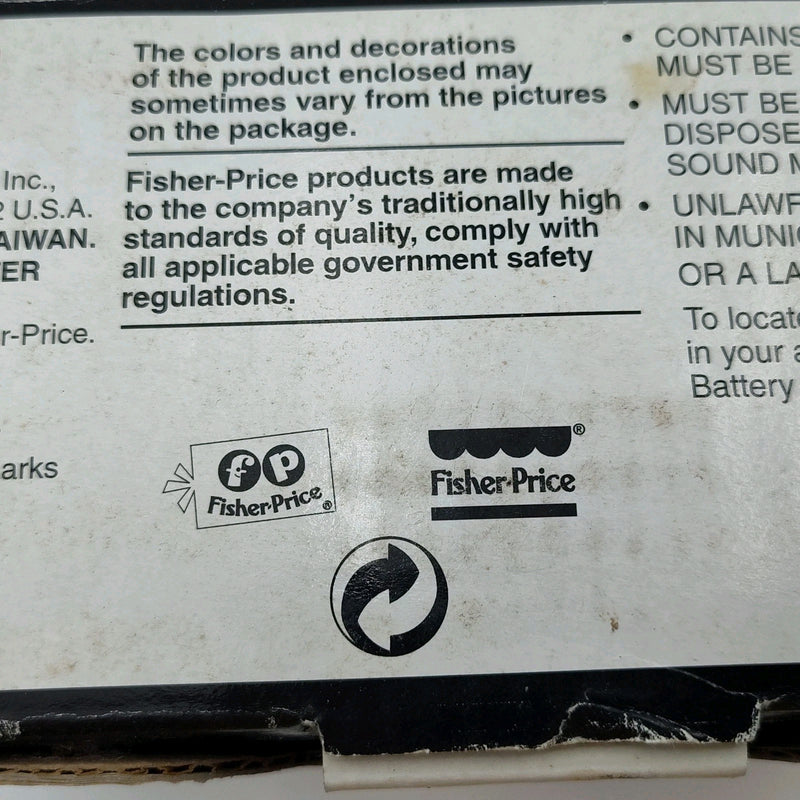 Inc.,
2 U.S.A.
AIWAN.
ER
r-Price.
arks
The colors and decorations
of the product enclosed may
sometimes vary from the pictures
on the package.
Fisher-Price products are made
to the company's traditionally high
standards of quality, comply with
all applicable government safety
regulations.
fp
Fisher-Price®
®
Fisher-Price
• CONTAINS
MUST BE
• MUST BE
DISPOSE
SOUND M
• UNLAWF
IN MUNIC
OR A LA
To locate
in your a
Battery